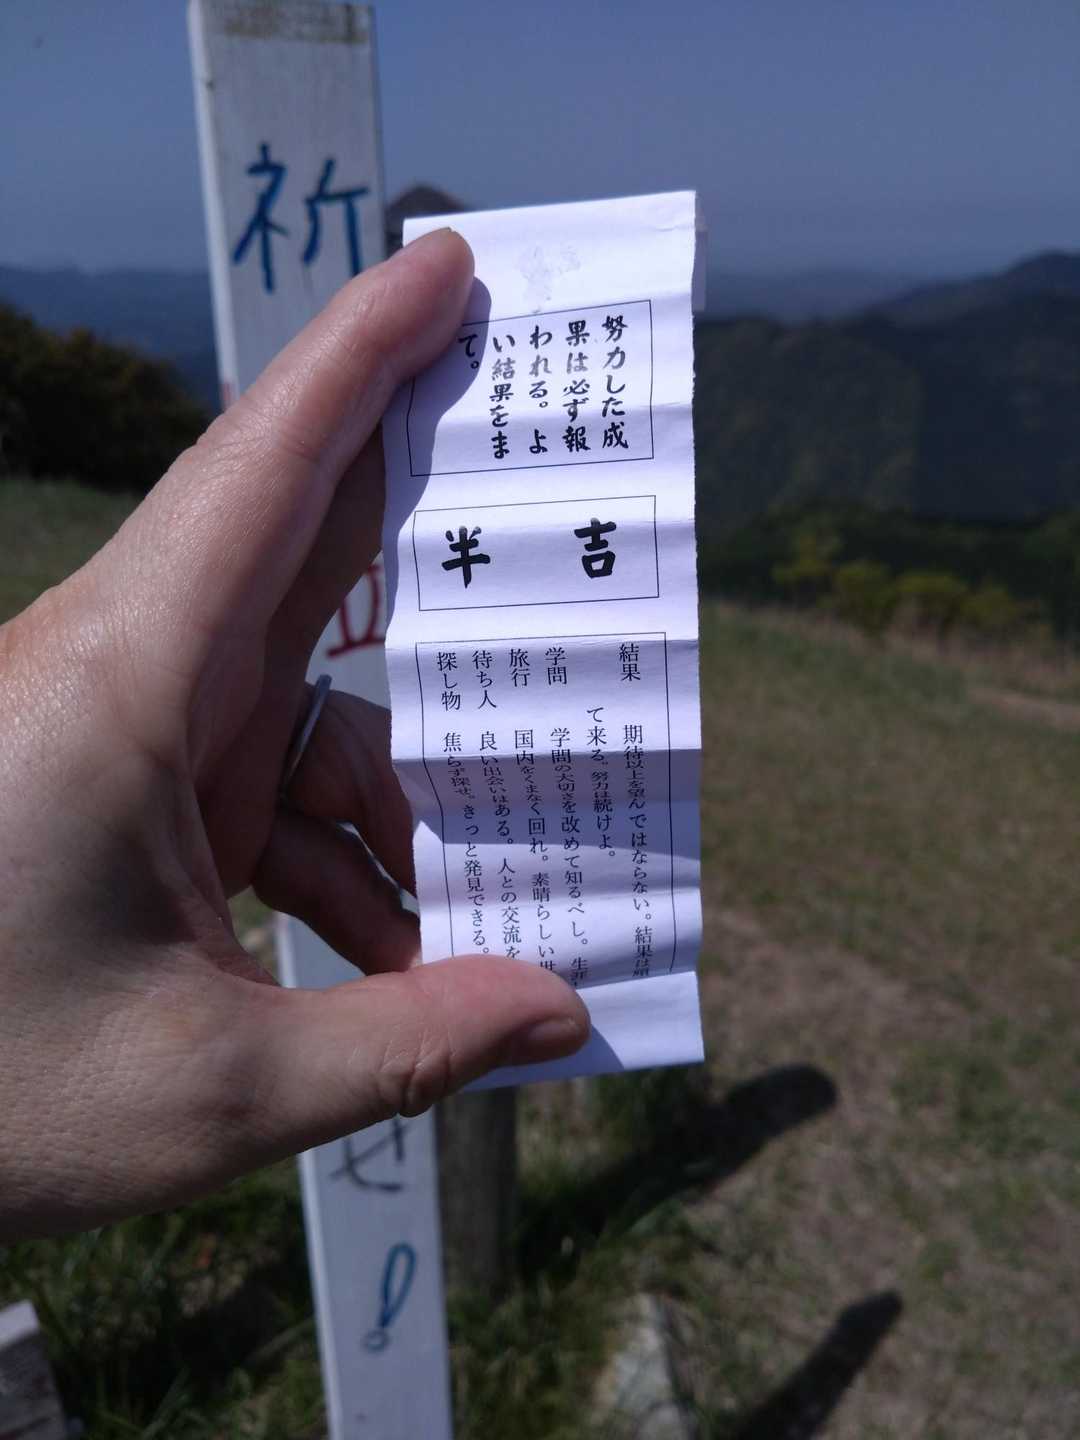 祈
努力した成
果は必ず報
われる。よ
い結果をま
て。
吉 半
結果 期待以上を望んではならない。結果は
て来る。努力は続けよ。
学問 学問の大切さを改めて知るべし。生涯
旅行 国内をくまなく回れ。素晴らしい世
待ち人 良い出会いはある。人との交流を
探し物 焦らず探せ。きっと発見できる。
せ
!